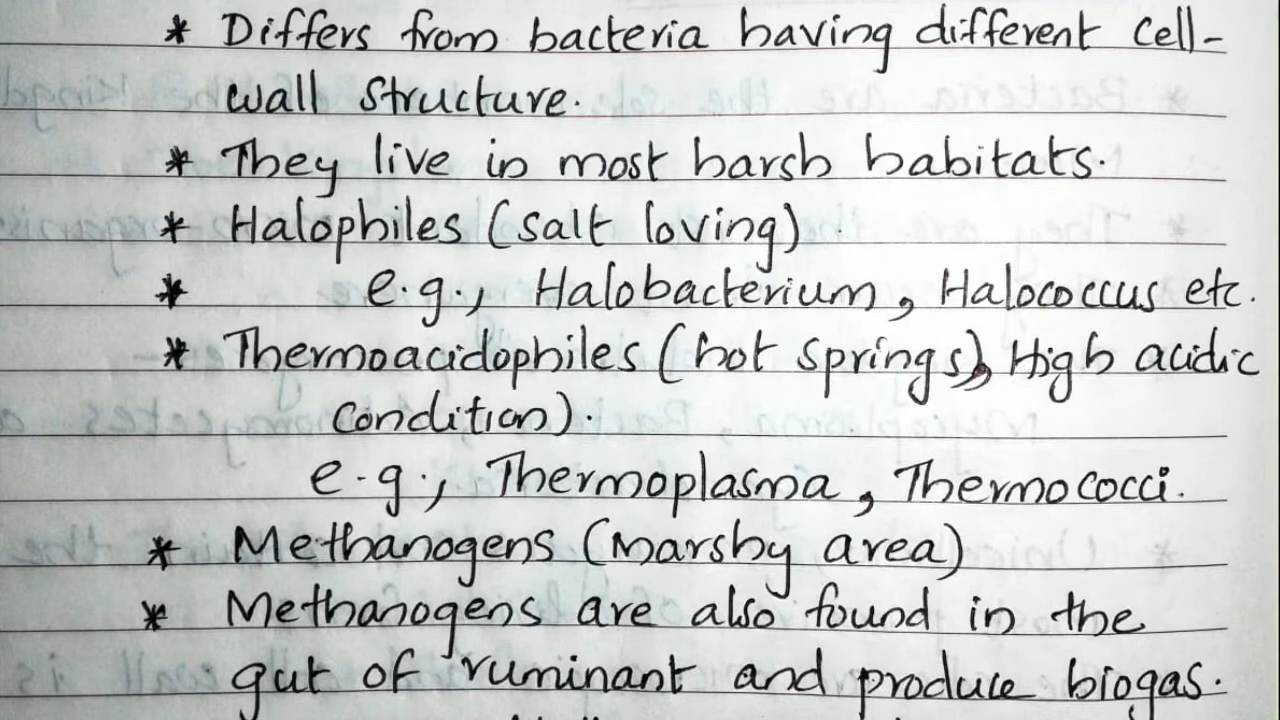 * Differs from bacteria having different cell-
wall structure.
* They live in most harsh habitats.
* Halophiles (salt loving)
* e.g., Halobacterium, Halococcus etc.
* Thermoacidophiles (hot springs), High acidic
condition).
e.g., Thermoplasma, Thermococci.
* Methanogens (Marshy area)
* Methanogens are also found in the
gut of ruminant and produce biogas.